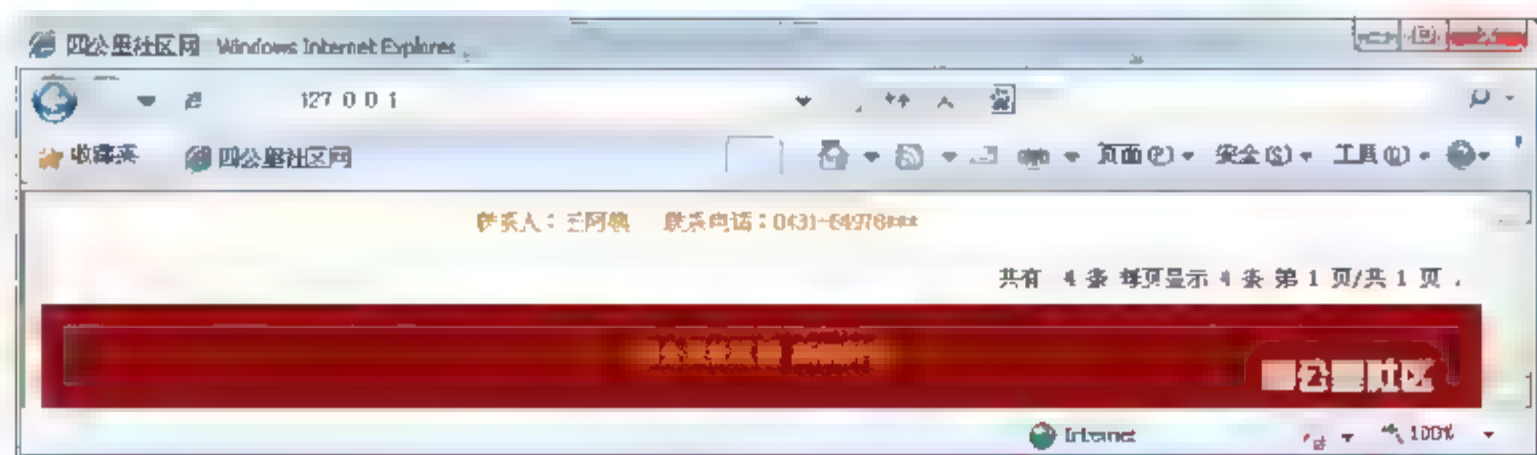 四公里社区网 Windows Internet Explorer
127 0 0 1
收藏夹 四公里社区网 页面(P) 安全(S) 工具(O)
联系人：王阿姨 联系电话：0431-84978***
共有 4 条 每页显示 4 条 第 1 页/共 1 页 .
四公里社区
Internet 100%